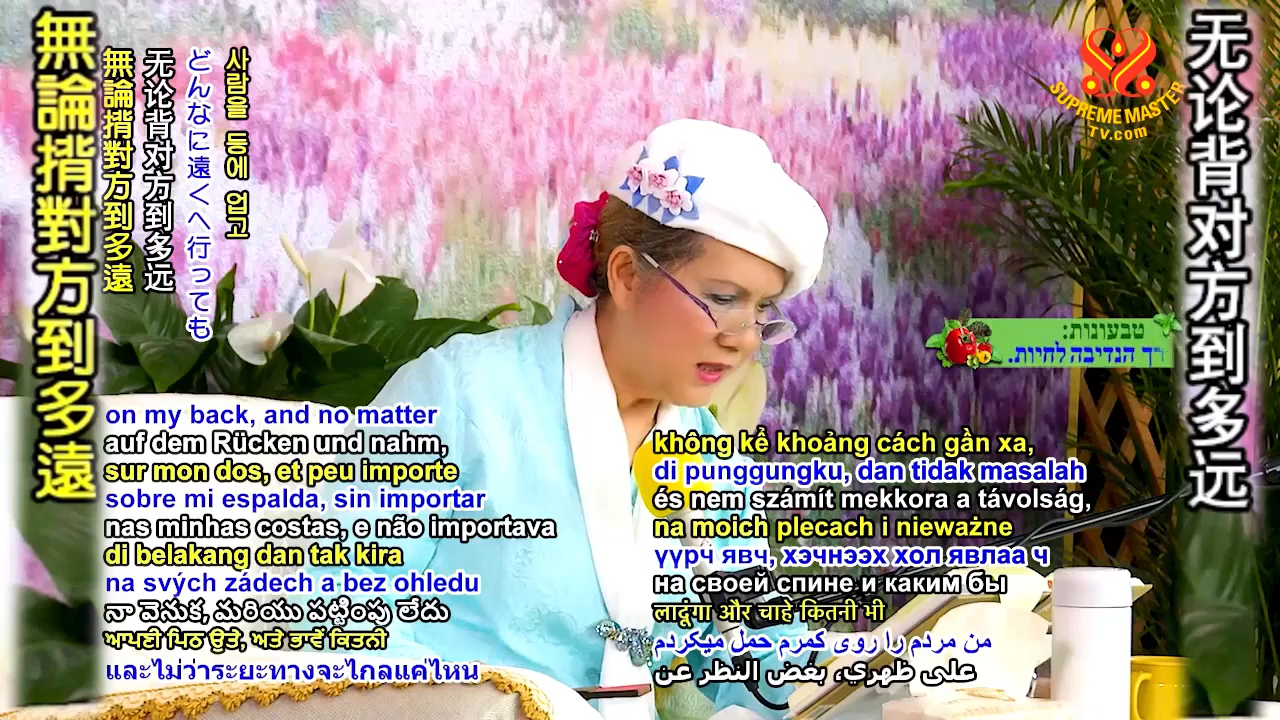 無論揹對方到多遠
無論揹對方到多遠
无论背对方到多远
どんなに遠くへ行っても
사람을 등에 업고
无论背对方到多远
SUPREME MASTER
TV.com
טבעונות:
רך הנדיבה לחיות.
on my back, and no matter
auf dem Rücken und nahm,
sur mon dos, et peu importe
sobre mi espalda, sin importar
nas minhas costas, e não importava
di belakang dan tak kira
na svých zádech a bez ohledu
నా వెనుక, మరియు పట్టింపు లేదు
ਆਪਣੀ ਪਿਠ ਉਤੇ, ਅਤੇ ਭਾਵੇਂ ਕਿਤਨੀ
และไม่ว่าระยะทางจะไกลแค่ไหน
không kể khoảng cách gần xa,
di punggungku, dan tidak masalah
és nem számít mekkora a távolság,
na moich plecach i nieważne
үүрч явч, хэчнээх хол явлаа ч
на своей спине и каким бы
लादूंगा और चाहे कितनी भी
من مردم را روی کمرم حمل میکردم
على ظهري، بغض النظر عن